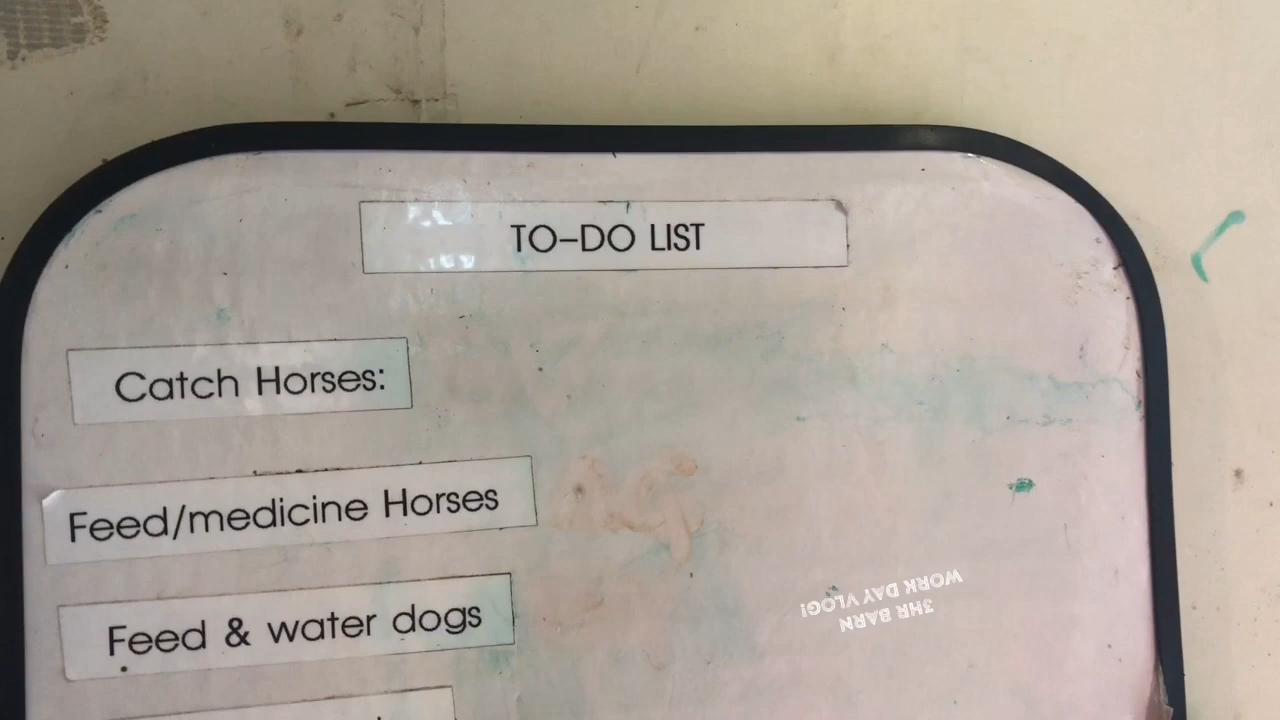 TO-DO LIST
Catch Horses:
Feed/medicine Horses
Feed & water dogs
3HR BARN
WORK DAY VLOG!